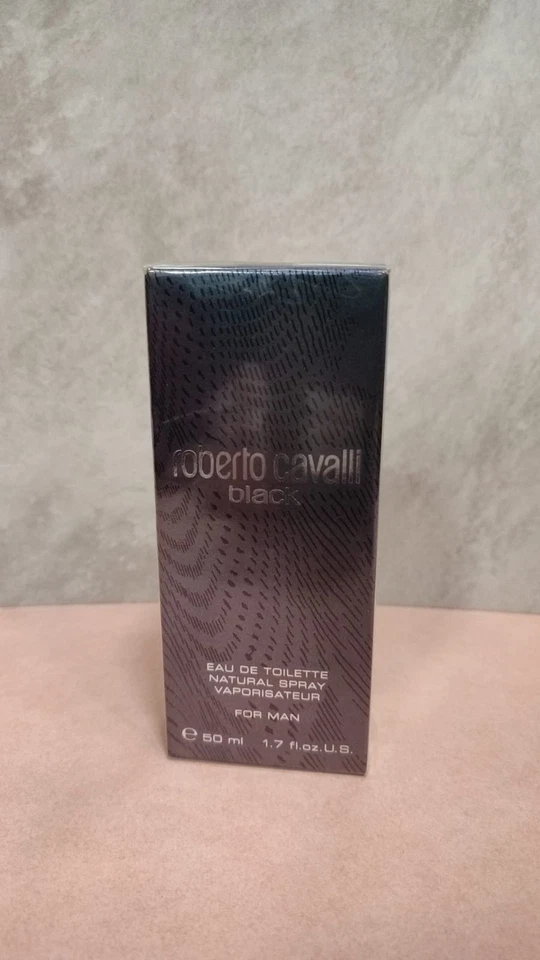 roberto cavalli
black
EAU DE TOILETTE
NATURAL SPRAY
VAPORISATEUR
FOR MAN
℮ 50 ml 1.7 fl.oz.U.S.